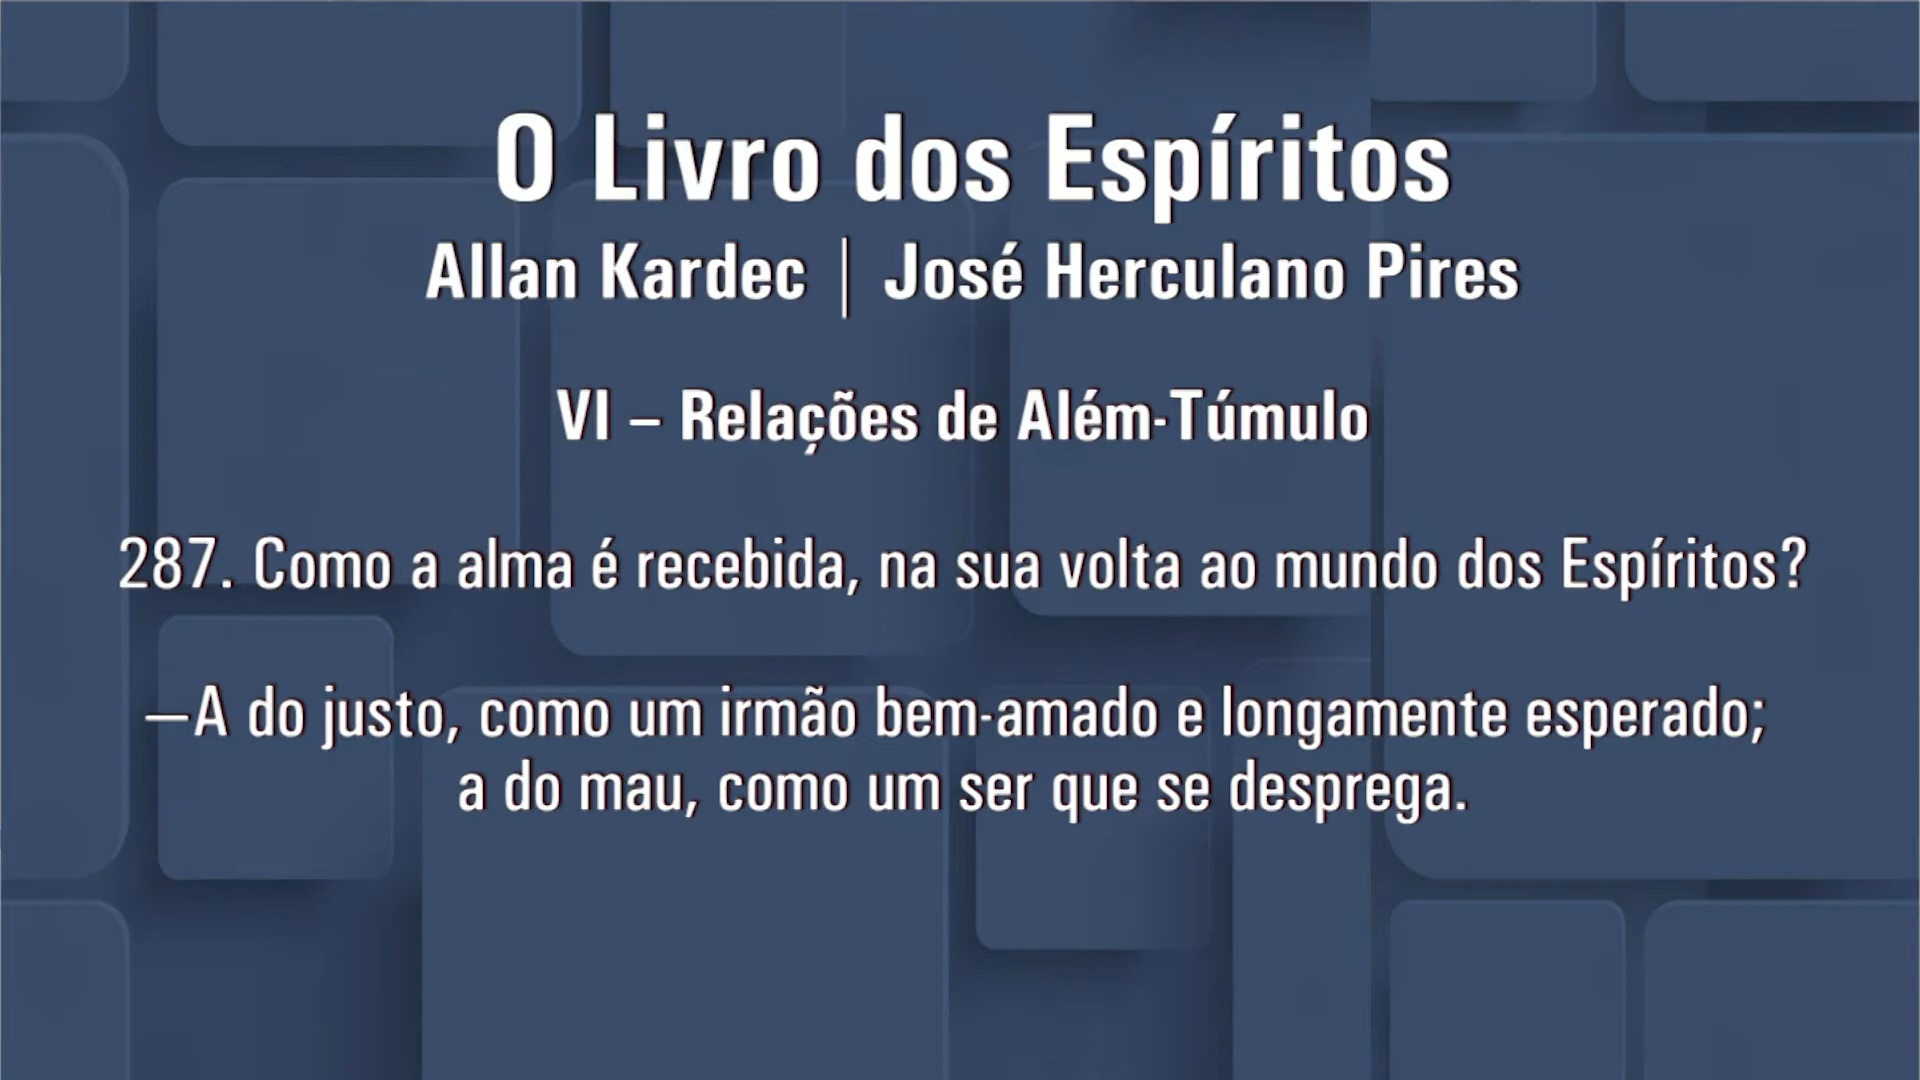 O Livro dos Espíritos
Allan Kardec | José Herculano Pires
VI – Relações de Além-Túmulo
287. Como a alma é recebida, na sua volta ao mundo dos Espíritos?
—A do justo, como um irmão bem-amado e longamente esperado;
a do mau, como um ser que se desprega.